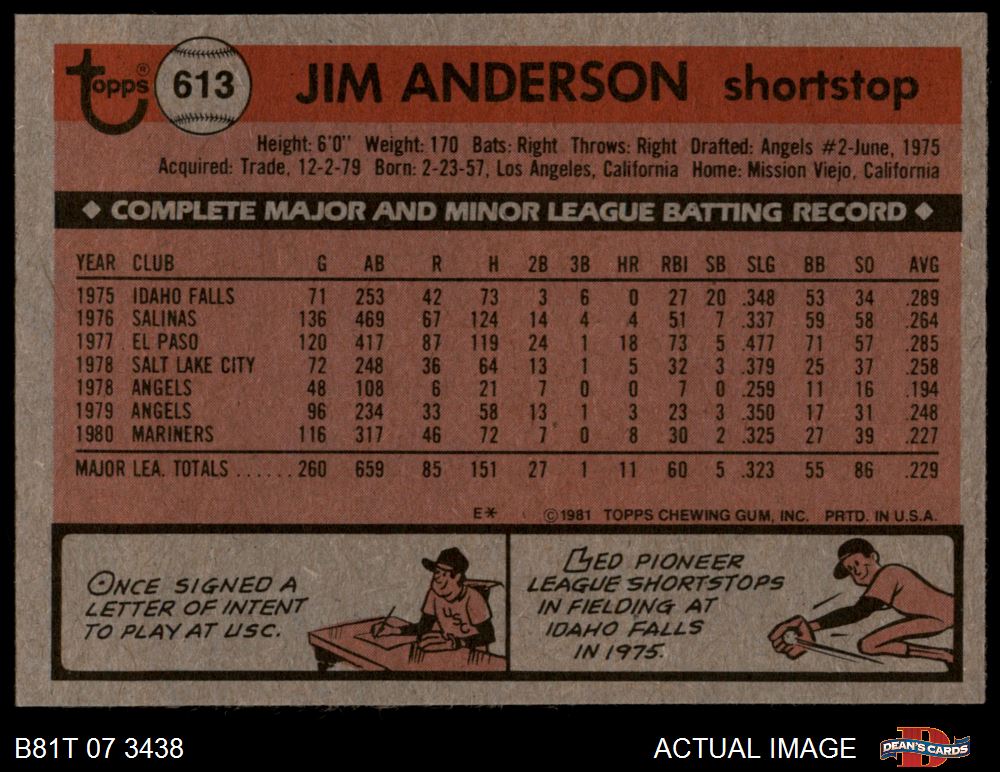 topps® 613 JIM ANDERSON shortstop
Height: 6'0" Weight: 170 Bats: Right Throws: Right Drafted: Angels #2-June, 1975
Acquired: Trade, 12-2-79 Born: 2-23-57, Los Angeles, California Home: Mission Viejo, California
◆ COMPLETE MAJOR AND MINOR LEAGUE BATTING RECORD ◆
YEAR CLUB G AB R H 2B 3B HR RBI SB SLG BB SO AVG
1975 IDAHO FALLS 71 253 42 73 3 6 0 27 20 .348 53 34 .289
1976 SALINAS 136 469 67 124 14 4 4 51 7 .337 59 58 .264
1977 EL PASO 120 417 87 119 24 1 18 73 5 .477 71 57 .285
1978 SALT LAKE CITY 72 248 36 64 13 1 5 32 3 .379 25 37 .258
1978 ANGELS 48 108 6 21 7 0 0 7 0 .259 11 16 .194
1979 ANGELS 96 234 33 58 13 1 3 23 3 .350 17 31 .248
1980 MARINERS 116 317 46 72 7 0 8 30 2 .325 27 39 .227
MAJOR LEA. TOTALS ...... 260 659 85 151 27 1 11 60 5 .323 55 86 .229
E* ©1981 TOPPS CHEWING GUM, INC. PRTD. IN U.S.A.
ONCE SIGNED A
LETTER OF INTENT
TO PLAY AT USC.
USC
LED PIONEER
LEAGUE SHORTSTOPS
IN FIELDING AT
IDAHO FALLS
IN 1975.
B81T 07 3438 ACTUAL IMAGE D DEAN'S CARDS